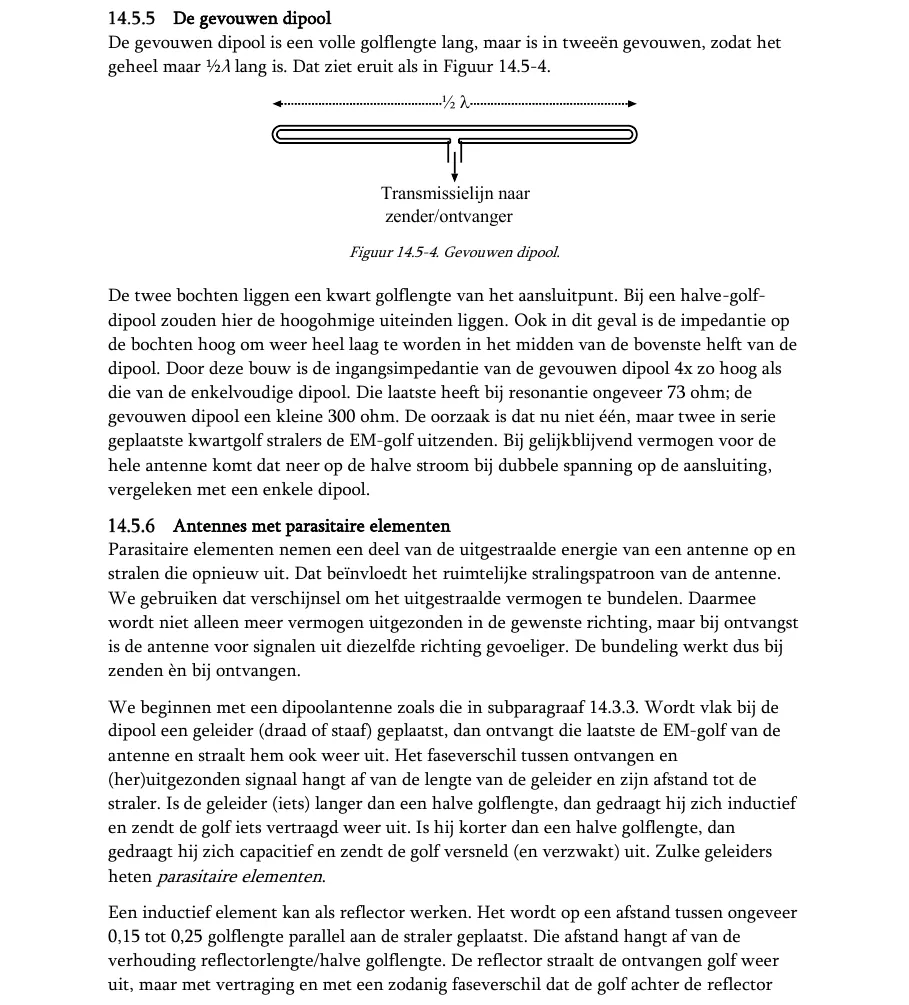 14.5.5 De gevouwen dipool
De gevouwen dipool is een volle golflengte lang, maar is in tweeën gevouwen, zodat het
geheel maar ½λ lang is. Dat ziet eruit als in Figuur 14.5-4.
½ λ
Transmissielijn naar
zender/ontvanger
Figuur 14.5-4. Gevouwen dipool.
De twee bochten liggen een kwart golflengte van het aansluitpunt. Bij een halve-golf-
dipool zouden hier de hoogohmige uiteinden liggen. Ook in dit geval is de impedantie op
de bochten hoog om weer heel laag te worden in het midden van de bovenste helft van de
dipool. Door deze bouw is de ingangsimpedantie van de gevouwen dipool 4x zo hoog als
die van de enkelvoudige dipool. Die laatste heeft bij resonantie ongeveer 73 ohm; de
gevouwen dipool een kleine 300 ohm. De oorzaak is dat nu niet één, maar twee in serie
geplaatste kwartgolf stralers de EM-golf uitzenden. Bij gelijkblijvend vermogen voor de
hele antenne komt dat neer op de halve stroom bij dubbele spanning op de aansluiting,
vergeleken met een enkele dipool.
14.5.6 Antennes met parasitaire elementen
Parasitaire elementen nemen een deel van de uitgestraalde energie van een antenne op en
stralen die opnieuw uit. Dat beïnvloedt het ruimtelijke stralingspatroon van de antenne.
We gebruiken dat verschijnsel om het uitgestraalde vermogen te bundelen. Daarmee
wordt niet alleen meer vermogen uitgezonden in de gewenste richting, maar bij ontvangst
is de antenne voor signalen uit diezelfde richting gevoeliger. De bundeling werkt dus bij
zenden èn bij ontvangen.
We beginnen met een dipoolantenne zoals die in subparagraaf 14.3.3. Wordt vlak bij de
dipool een geleider (draad of staaf) geplaatst, dan ontvangt die laatste de EM-golf van de
antenne en straalt hem ook weer uit. Het faseverschil tussen ontvangen en
(her)uitgezonden signaal hangt af van de lengte van de geleider en zijn afstand tot de
straler. Is de geleider (iets) langer dan een halve golflengte, dan gedraagt hij zich inductief
en zendt de golf iets vertraagd weer uit. Is hij korter dan een halve golflengte, dan
gedraagt hij zich capacitief en zendt de golf versneld (en verzwakt) uit. Zulke geleiders
heten parasitaire elementen.
Een inductief element kan als reflector werken. Het wordt op een afstand tussen ongeveer
0,15 tot 0,25 golflengte parallel aan de straler geplaatst. Die afstand hangt af van de
verhouding reflectorlengte/halve golflengte. De reflector straalt de ontvangen golf weer
uit, maar met vertraging en met een zodanig faseverschil dat de golf achter de reflector